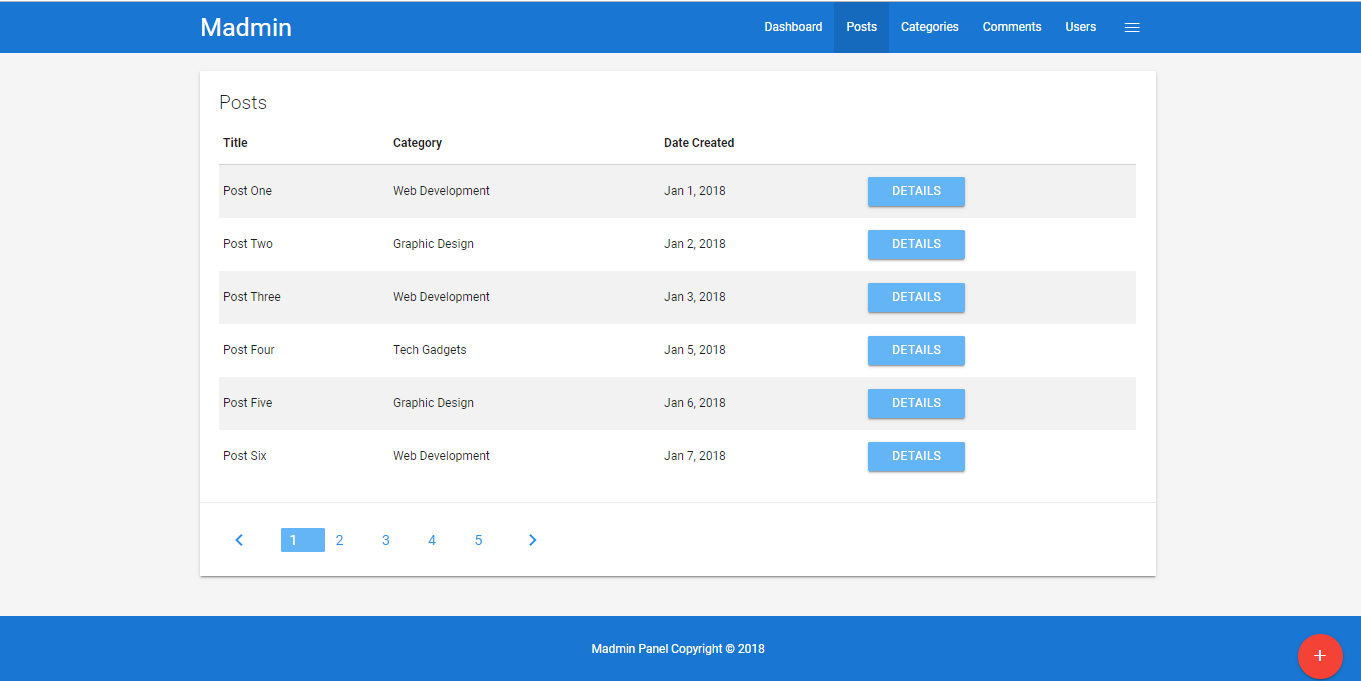 Madmin Dashboard Posts Categories Comments Users
Posts
Title Category Date Created
Post One Web Development Jan 1, 2018 DETAILS
Post Two Graphic Design Jan 2, 2018 DETAILS
Post Three Web Development Jan 3, 2018 DETAILS
Post Four Tech Gadgets Jan 5, 2018 DETAILS
Post Five Graphic Design Jan 6, 2018 DETAILS
Post Six Web Development Jan 7, 2018 DETAILS
1 2 3 4 5
Madmin Panel Copyright © 2018
+